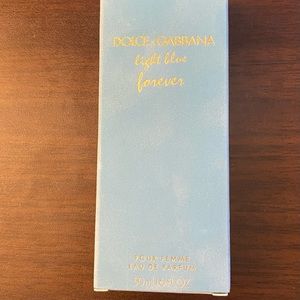 DOLCE & GABBANA
light blue
forever
POUR FEMME
EAU DE PARFUM